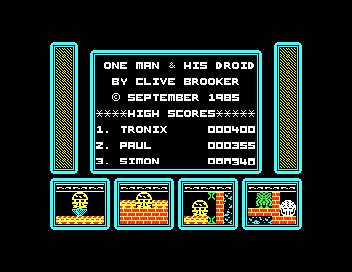 ONE MAN & HIS DROID
BY CLIVE BROOKER
© SEPTEMBER 1985
****HIGH SCORES*****
1. TRONIX 000400
2. PAUL 000355
3. SIMON 000340